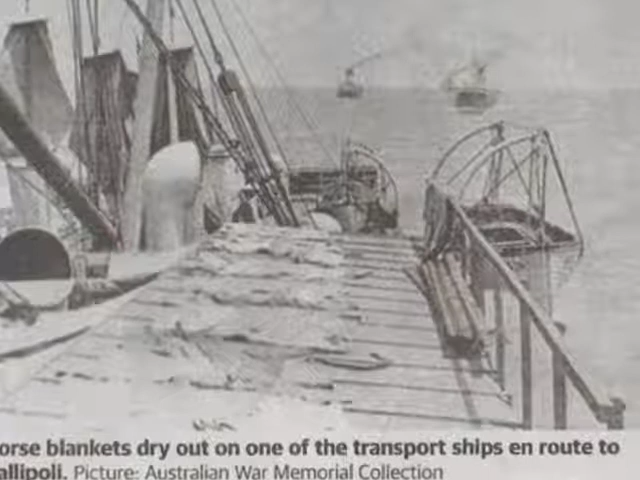 orse blankets dry out on one of the transport ships en route to
allipoli. Picture: Australian War Memorial Collection